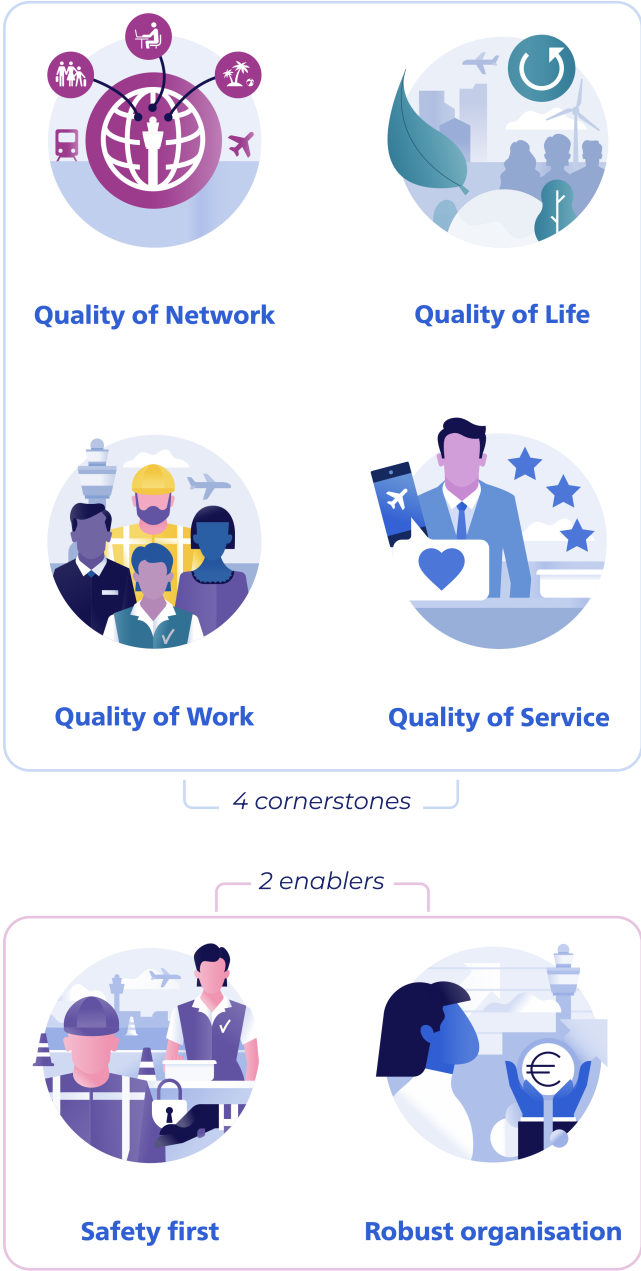 Quality of Network
Quality of Life
Quality of Work
Quality of Service
4 cornerstones
2 enablers
€
Safety first
Robust organisation